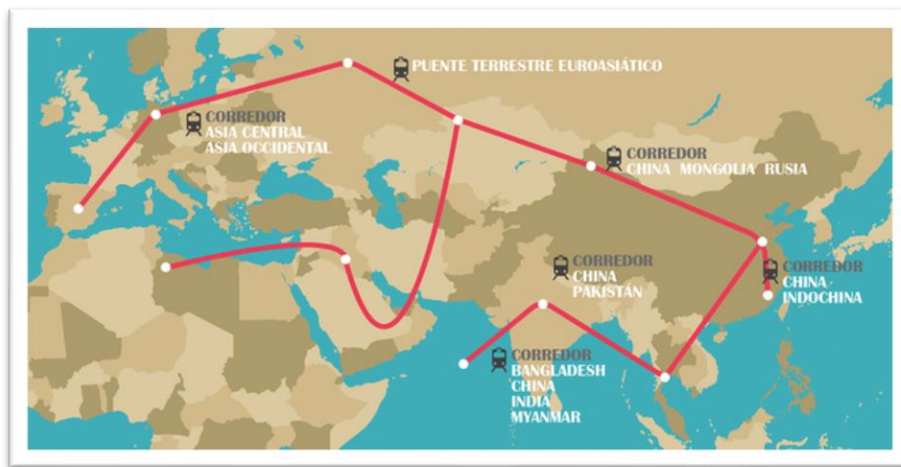 PUENTE TERRESTRE EUROASIÁTICO
CORREDOR
ASIA CENTRAL
ASIA OCCIDENTAL
CORREDOR
CHINA MONGOLIA RUSIA
CORREDOR
CHINA
PAKISTÁN
CORREDOR
CHINA
INDOCHINA
CORREDOR
BANGLADESH
CHINA
INDIA
MYANMAR